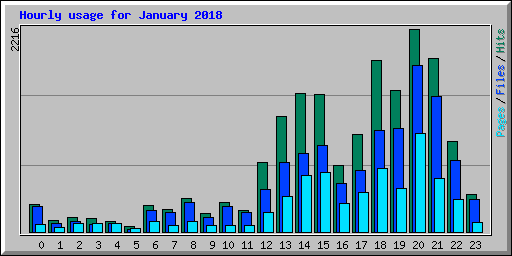 Hourly usage for January 2018
2216
Pages / Files / Hits
0 1 2 3 4 5 6 7 8 9 10 11 12 13 14 15 16 17 18 19 20 21 22 23